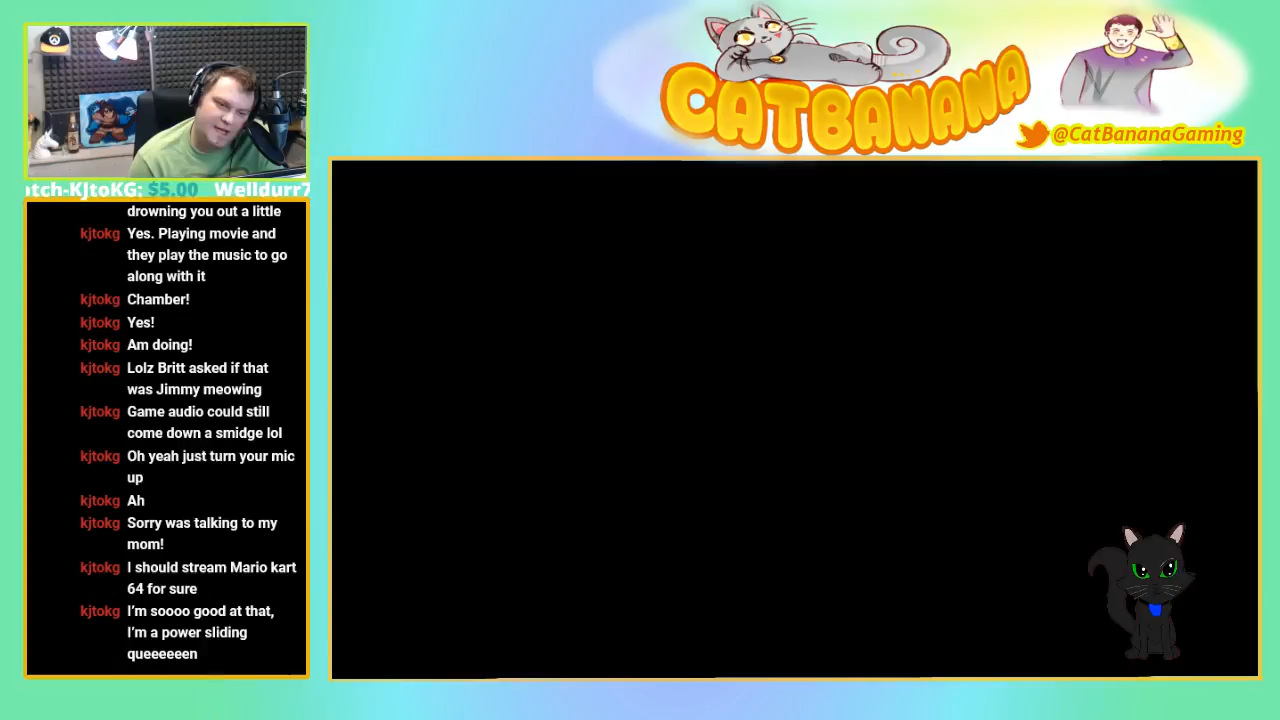 CATBANANA
@CatBananaGaming
tch-KJtoKG: $5.00 Welldurr7
drowning you out a little
kjtokg Yes. Playing movie and
they play the music to go
along with it
kjtokg Chamber!
kjtokg Yes!
kjtokg Am doing!
kjtokg Lolz Britt asked if that
was Jimmy meowing
kjtokg Game audio could still
come down a smidge lol
kjtokg Oh yeah just turn your mic
up
kjtokg Ah
kjtokg Sorry was talking to my
mom!
kjtokg I should stream Mario kart
64 for sure
kjtokg I’m soooo good at that,
I’m a power sliding
queeeeeen